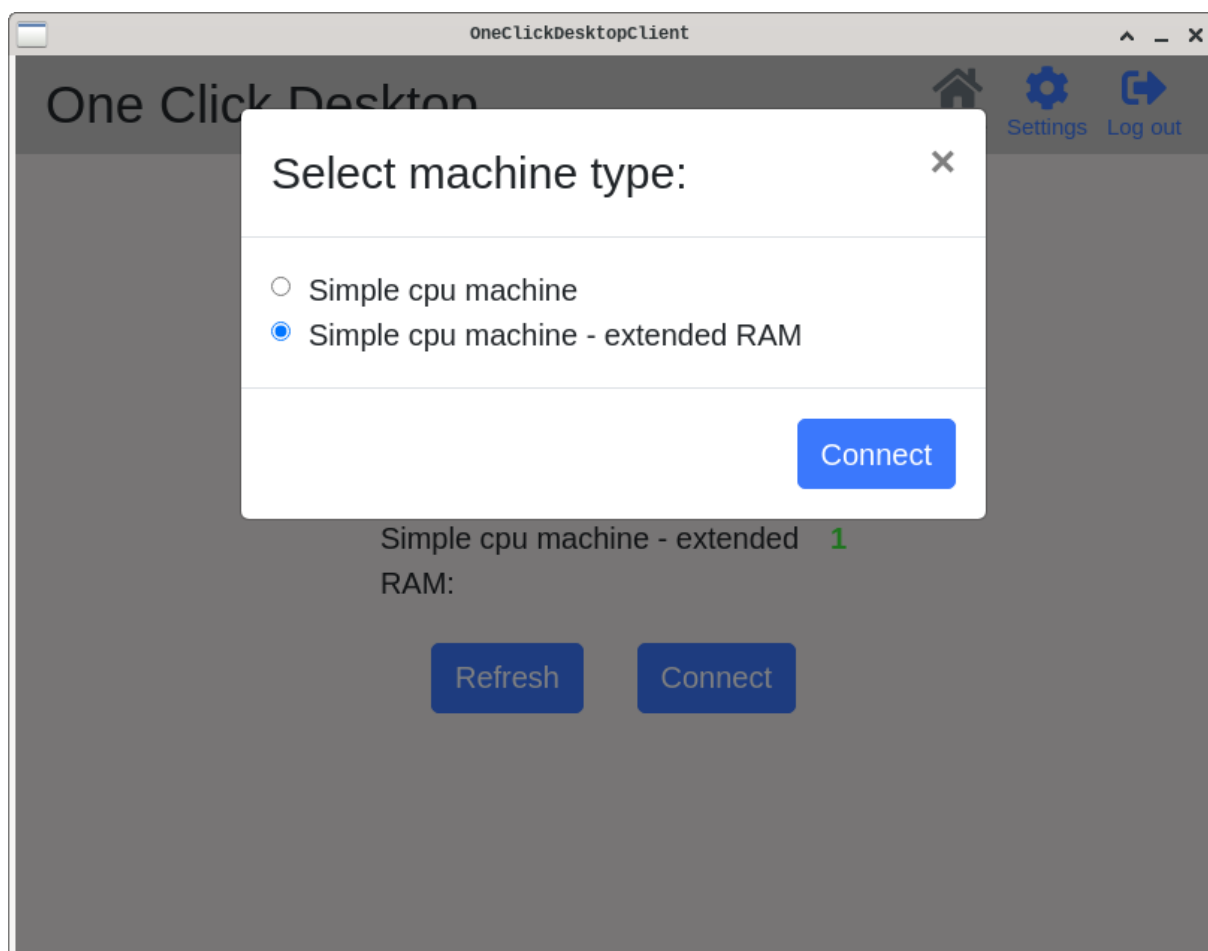 OneClickDesktopClient
One Click Desktop
Settings
Log out
Select machine type:
Simple cpu machine
Simple cpu machine - extended RAM
Connect
Simple cpu machine - extended 1
RAM:
Refresh
Connect